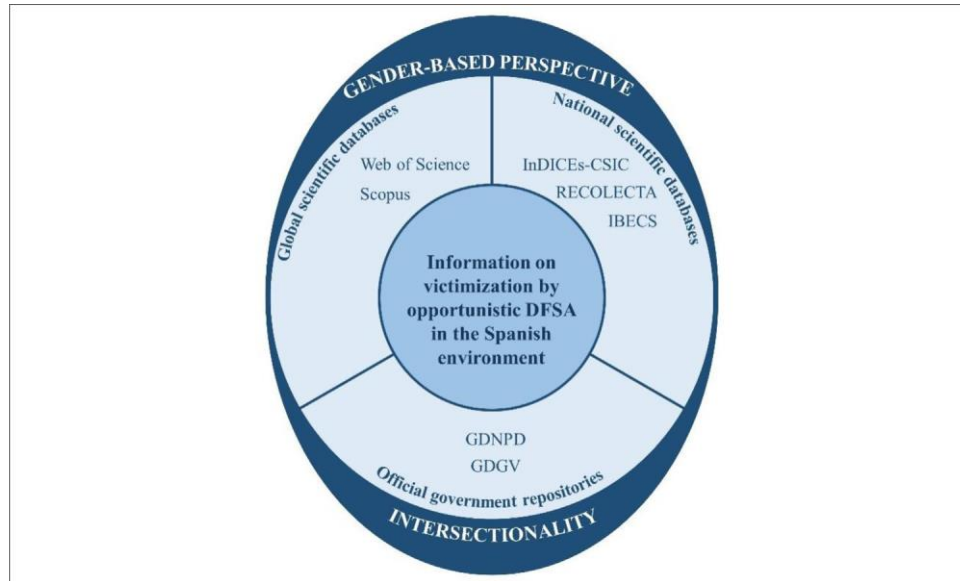 GENDER-BASED PERSPECTIVE
Global scientific databases
Web of Science
Scopus
National scientific databases
InDICEs-CSIC
RECOLECTA
IBECS
Information on
victimization by
opportunistic DFSA
in the Spanish
environment
GDNPD
GDGV
Official government repositories
INTERSECTIONALITY